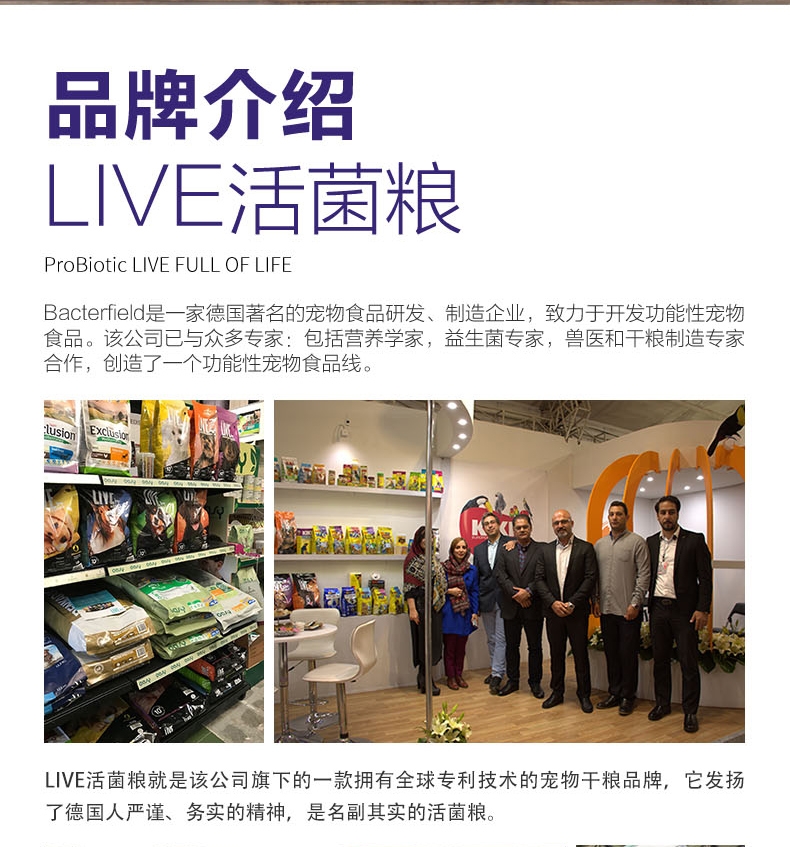 品牌介绍
LIVE活菌粮
ProBiotic LIVE FULL OF LIFE
Bacterfield是一家德国著名的宠物食品研发、制造企业，致力于开发功能性宠物
食品。该公司已与众多专家：包括营养学家，益生菌专家，兽医和干粮制造专家
合作，创造了一个功能性宠物食品线。
Exclusion
LIVE
KIKI
LIVE活菌粮就是该公司旗下的一款拥有全球专利技术的宠物干粮品牌，它发扬
了德国人严谨、务实的精神，是名副其实的活菌粮。